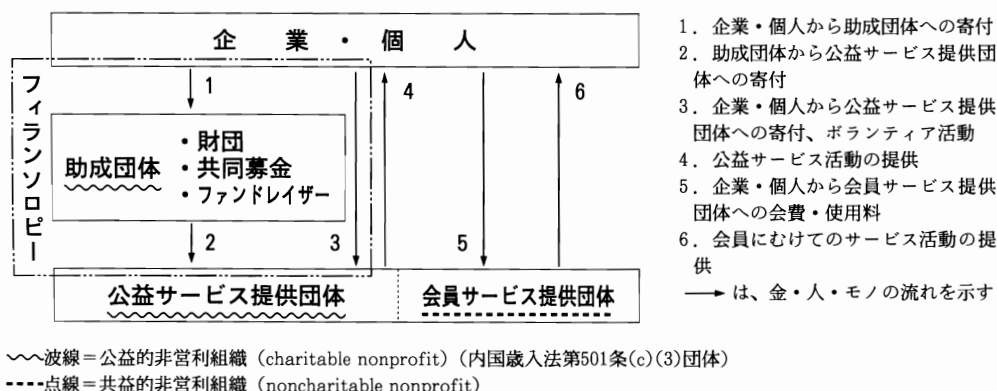 企業・個人
フィランソロピー
1
助成団体
・財団
・共同募金
・ファンドレイザー
2
3
4
5
6
公益サービス提供団体
会員サービス提供団体
1．企業・個人から助成団体への寄付
2．助成団体から公益サービス提供団
体への寄付
3．企業・個人から公益サービス提供
団体への寄付、ボランティア活動
4．公益サービス活動の提供
5．企業・個人から会員サービス提供
団体への会費・使用料
6．会員にむけてのサービス活動の提
供
→は、金・人・モノの流れを示す
波線＝公益的非営利組織（charitable nonprofit）（内国歳入法第501条(c)(3)団体）
点線＝共益的非営利組織（noncharitable nonprofit）